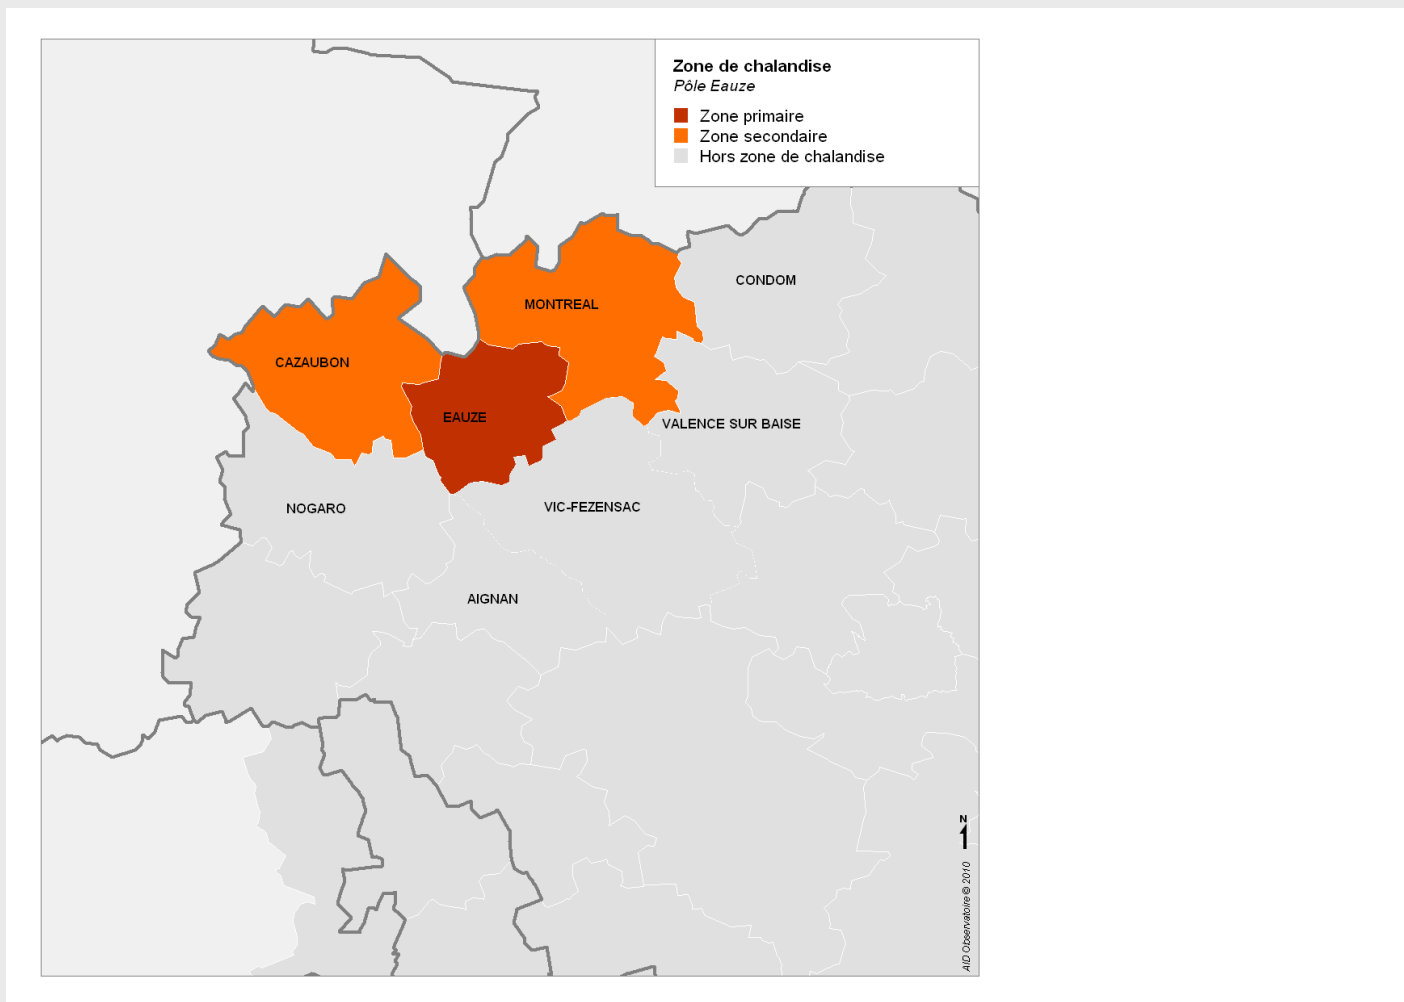 Zone de chalandise
Pôle Eauze
Zone primaire
Zone secondaire
Hors zone de chalandise
CONDOM
MONTREAL
CAZAUBON
EAUZE
VALENCE SUR BAISE
NOGARO
VIC-FEZENSAC
AIGNAN
N
AID Observatoire © 2010